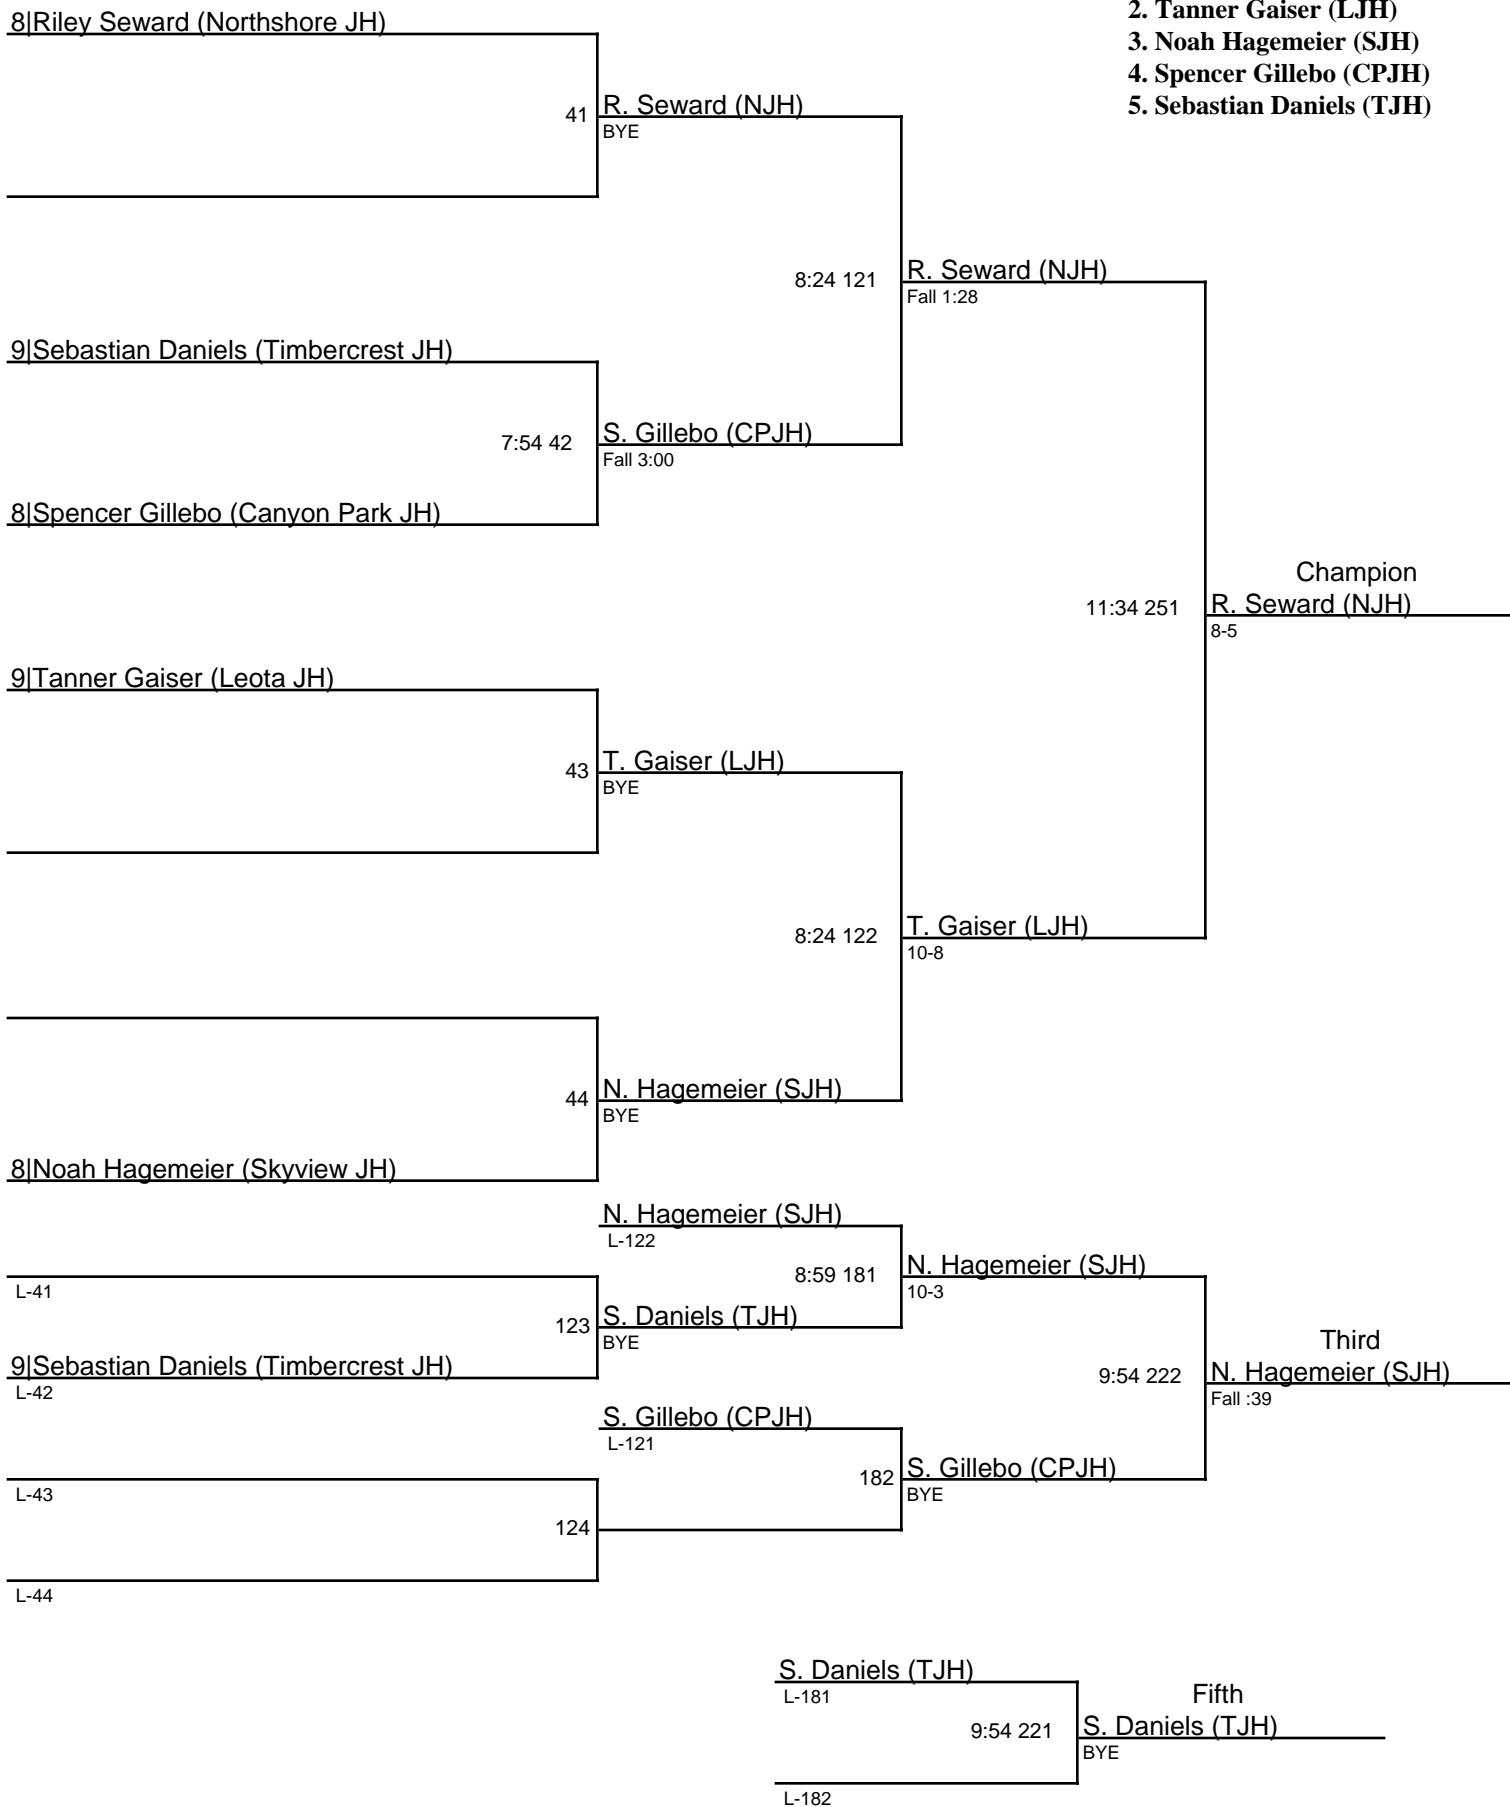 2. Tanner Gaiser (LJH)
3. Noah Hagemeier (SJH)
4. Spencer Gillebo (CPJH)
5. Sebastian Daniels (TJH)
8|Riley Seward (Northshore JH)
41
R. Seward (NJH)
BYE
8:24 121
R. Seward (NJH)
Fall 1:28
9|Sebastian Daniels (Timbercrest JH)
7:54 42
S. Gillebo (CPJH)
Fall 3:00
8|Spencer Gillebo (Canyon Park JH)
Champion
11:34 251
R. Seward (NJH)
8-5
9|Tanner Gaiser (Leota JH)
43
T. Gaiser (LJH)
BYE
8:24 122
T. Gaiser (LJH)
10-8
44
N. Hagemeier (SJH)
BYE
8|Noah Hagemeier (Skyview JH)
N. Hagemeier (SJH)
L-122
8:59 181
N. Hagemeier (SJH)
10-3
L-41
123
S. Daniels (TJH)
BYE
9|Sebastian Daniels (Timbercrest JH)
L-42
Third
9:54 222
N. Hagemeier (SJH)
Fall :39
S. Gillebo (CPJH)
L-121
182
S. Gillebo (CPJH)
BYE
L-43
124
L-44
S. Daniels (TJH)
L-181
Fifth
9:54 221
S. Daniels (TJH)
BYE
L-182